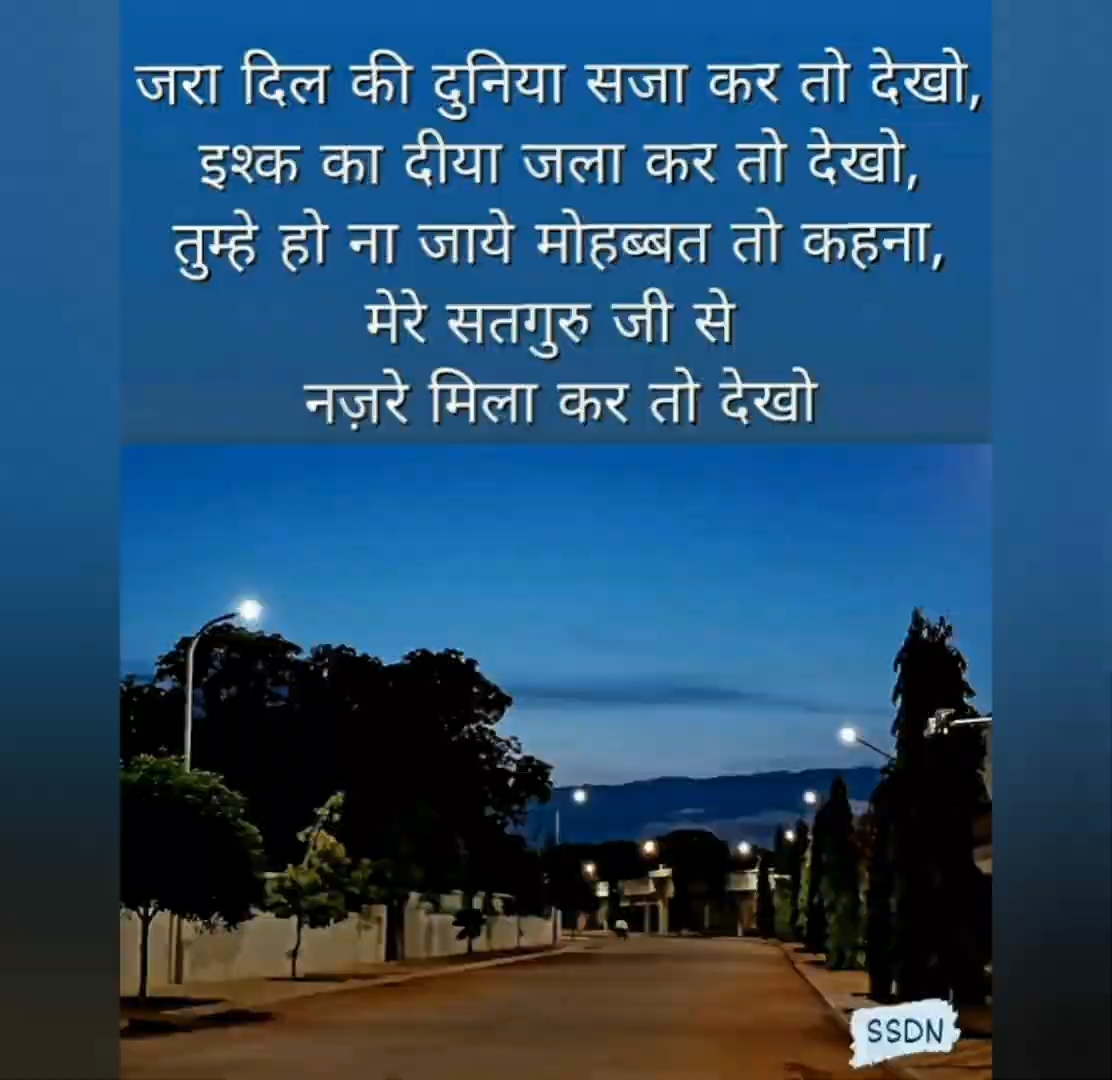 जरा दिल की दुनिया सजा कर तो देखो,
इश्क का दीया जला कर तो देखो,
तुम्हे हो ना जाये मोहब्बत तो कहना,
मेरे सतगुरु जी से
नज़रे मिला कर तो देखो
SSDN